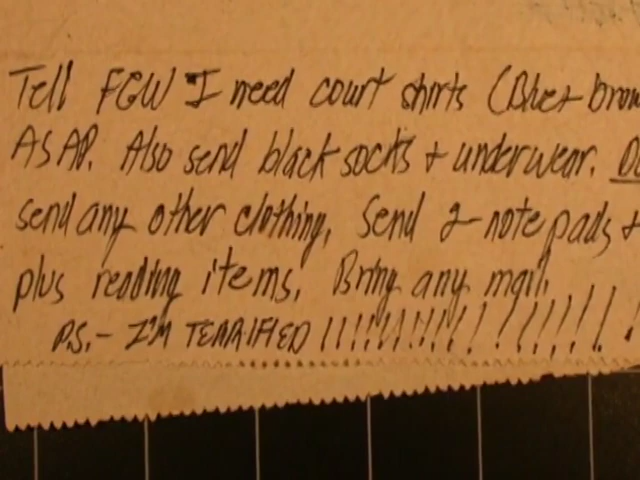 Tell FGW I need court shirts (Blue + brow
ASAP. Also send black socks + underwear. Do
send any other clothing. Send 2 note pads +
plus reading items. Bring any mail.
P.S. - I'M TERRIFIED !!!!!!!!!!!!!!!!!!